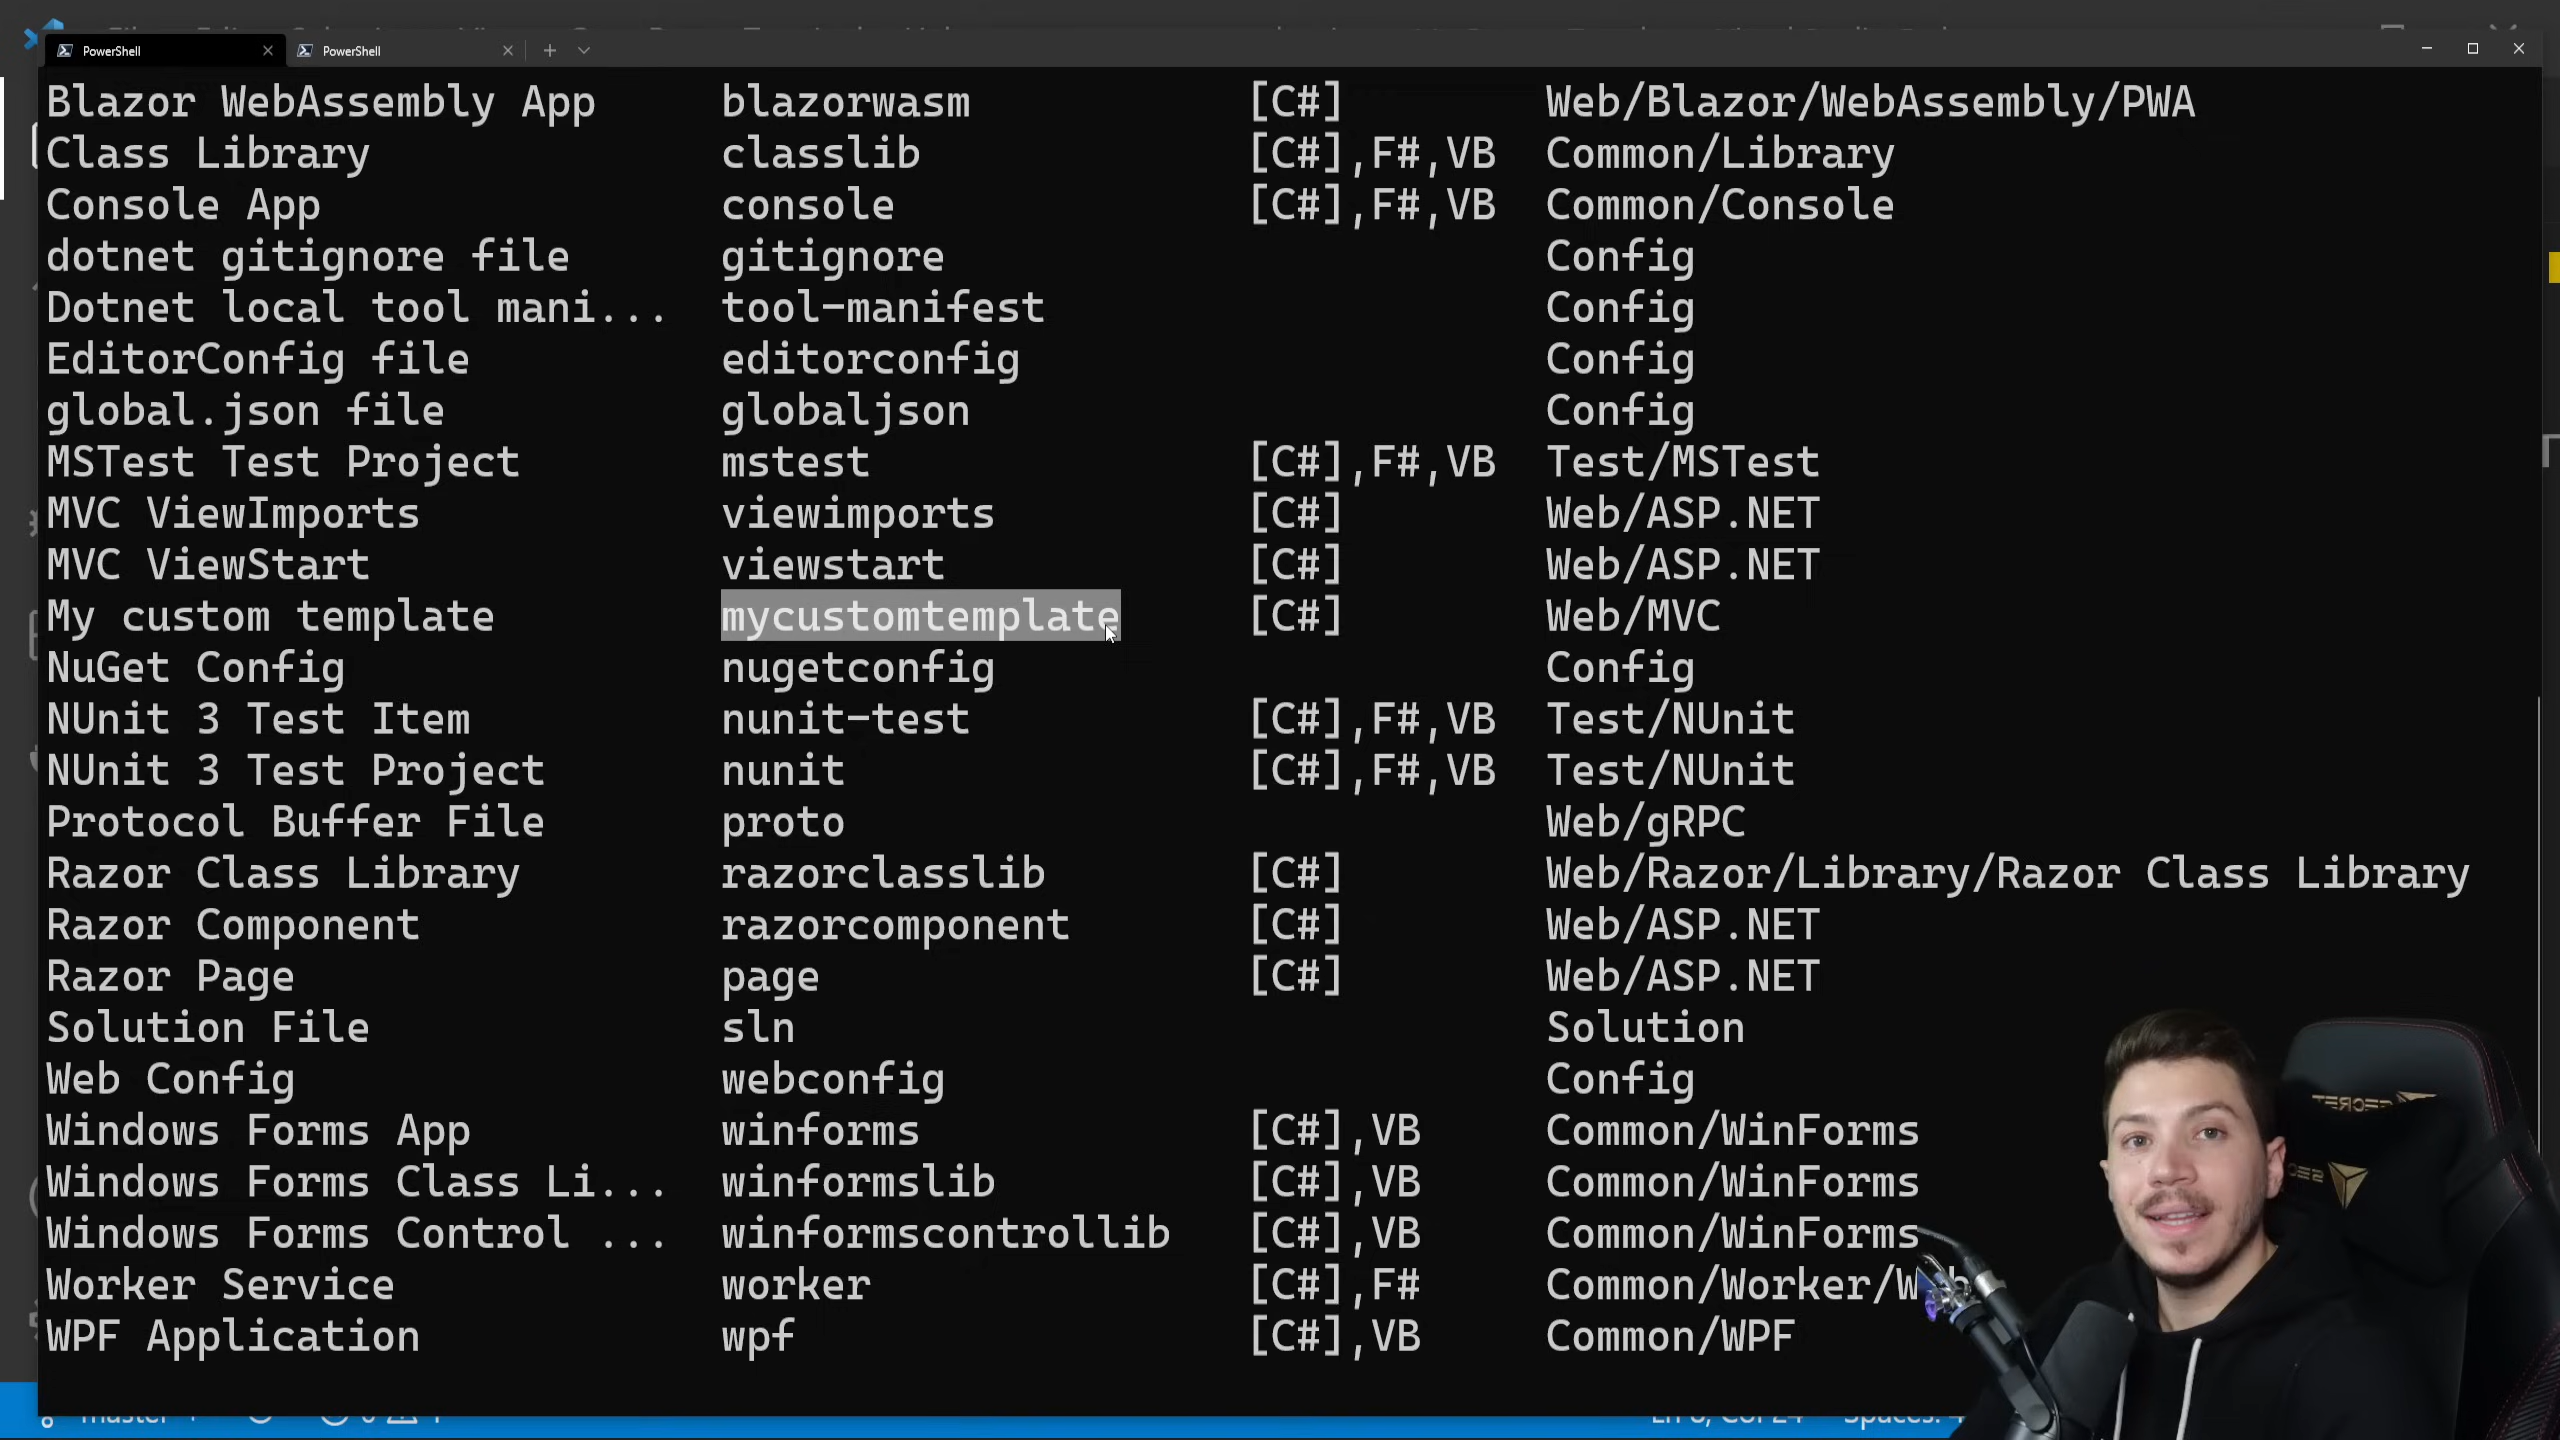 PowerShell
PowerShell
Blazor WebAssembly App blazorwasm [C#] Web/Blazor/WebAssembly/PWA
Class Library classlib [C#],F#,VB Common/Library
Console App console [C#],F#,VB Common/Console
dotnet gitignore file gitignore Config
Dotnet local tool mani... tool-manifest Config
EditorConfig file editorconfig Config
global.json file globaljson Config
MSTest Test Project mstest [C#],F#,VB Test/MSTest
MVC ViewImports viewimports [C#] Web/ASP.NET
MVC ViewStart viewstart [C#] Web/ASP.NET
My custom template mycustomtemplate [C#] Web/MVC
NuGet Config nugetconfig Config
NUnit 3 Test Item nunit-test [C#],F#,VB Test/NUnit
NUnit 3 Test Project nunit [C#],F#,VB Test/NUnit
Protocol Buffer File proto Web/gRPC
Razor Class Library razorclasslib [C#] Web/Razor/Library/Razor Class Library
Razor Component razorcomponent [C#] Web/ASP.NET
Razor Page page [C#] Web/ASP.NET
Solution File sln Solution
Web Config webconfig Config
Windows Forms App winforms [C#],VB Common/WinForms
Windows Forms Class Li... winformslib [C#],VB Common/WinForms
Windows Forms Control ... winformscontrollib [C#],VB Common/WinForms
Worker Service worker [C#],F# Common/Worker/
WPF Application wpf [C#],VB Common/WPF